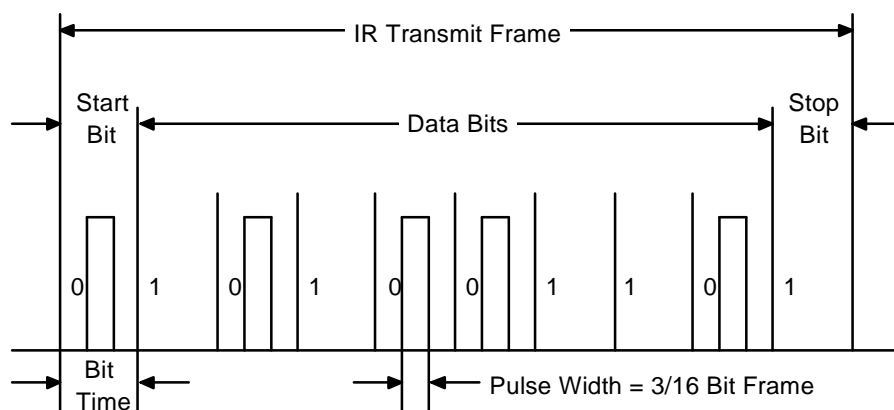 IR Transmit Frame
Start
Bit
Data Bits
Stop
Bit
0 1 0 1 0 0 1 1 0 1
Bit
Time
Pulse Width = 3/16 Bit Frame